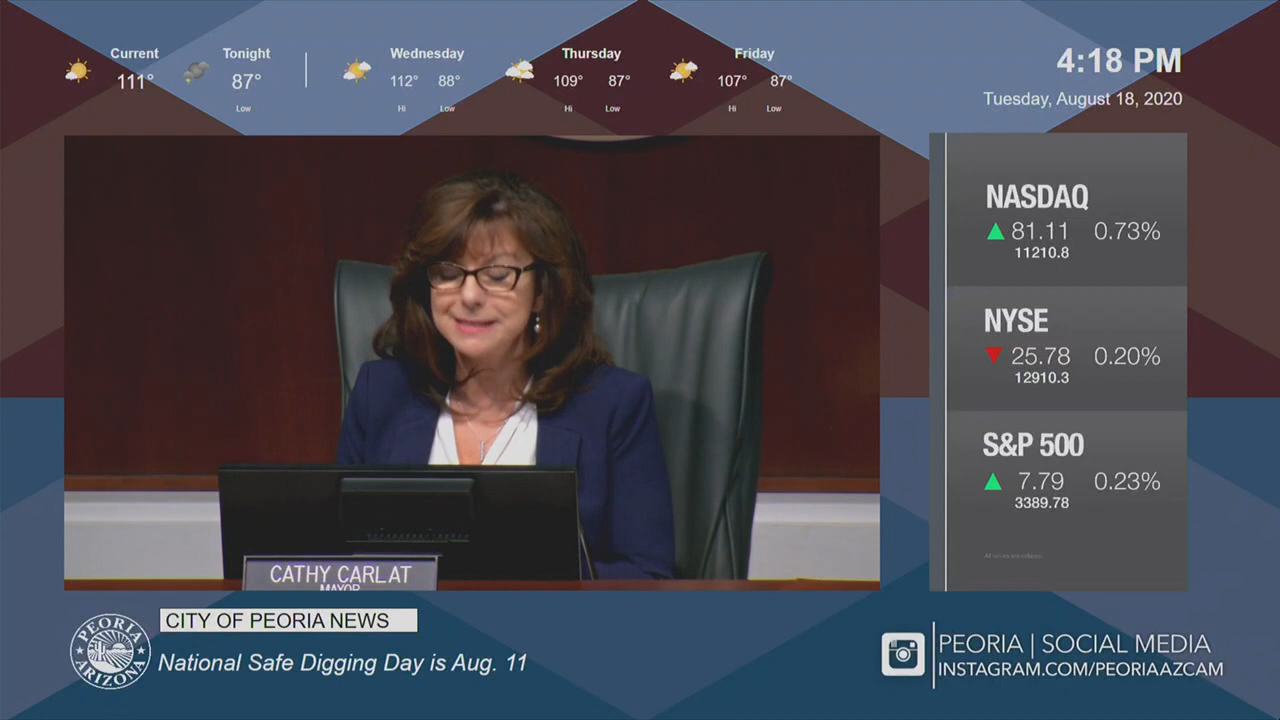 Current
Tonight
Wednesday
Thursday
Friday
111°
87°
112°
88°
109°
87°
107°
87°
Low
Hi
Low
Hi
Low
Hi
Low
4:18 PM
Tuesday, August 18, 2020
NASDAQ
81.11 0.73%
11210.8
NYSE
25.78 0.20%
12910.3
S&P 500
7.79 0.23%
3389.78
CATHY CARLAT
MAYOR
PEORIA
ARIZONA
CITY OF PEORIA NEWS
National Safe Digging Day is Aug. 11
PEORIA | SOCIAL MEDIA
INSTAGRAM.COM/PEORIAAZCAM